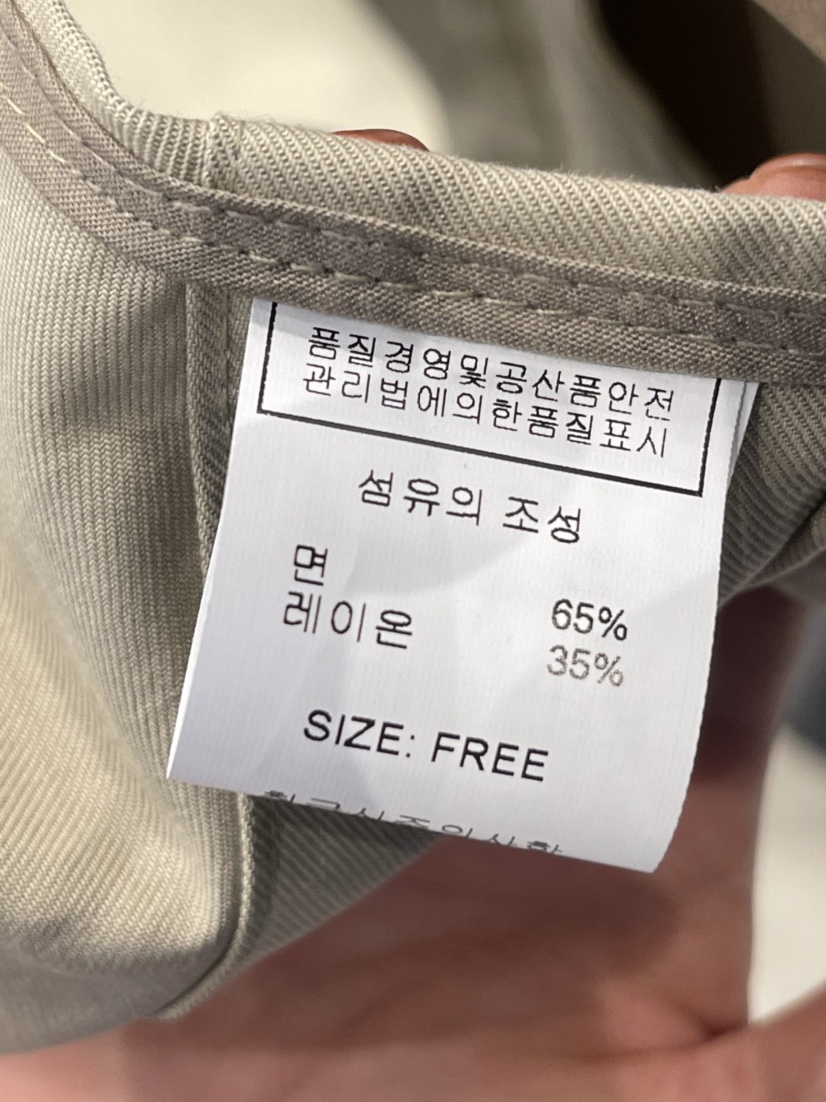 품질경영및공산품안전
관리법에의한품질표시
섬유의 조성
면 65%
레이온 35%
SIZE: FREE